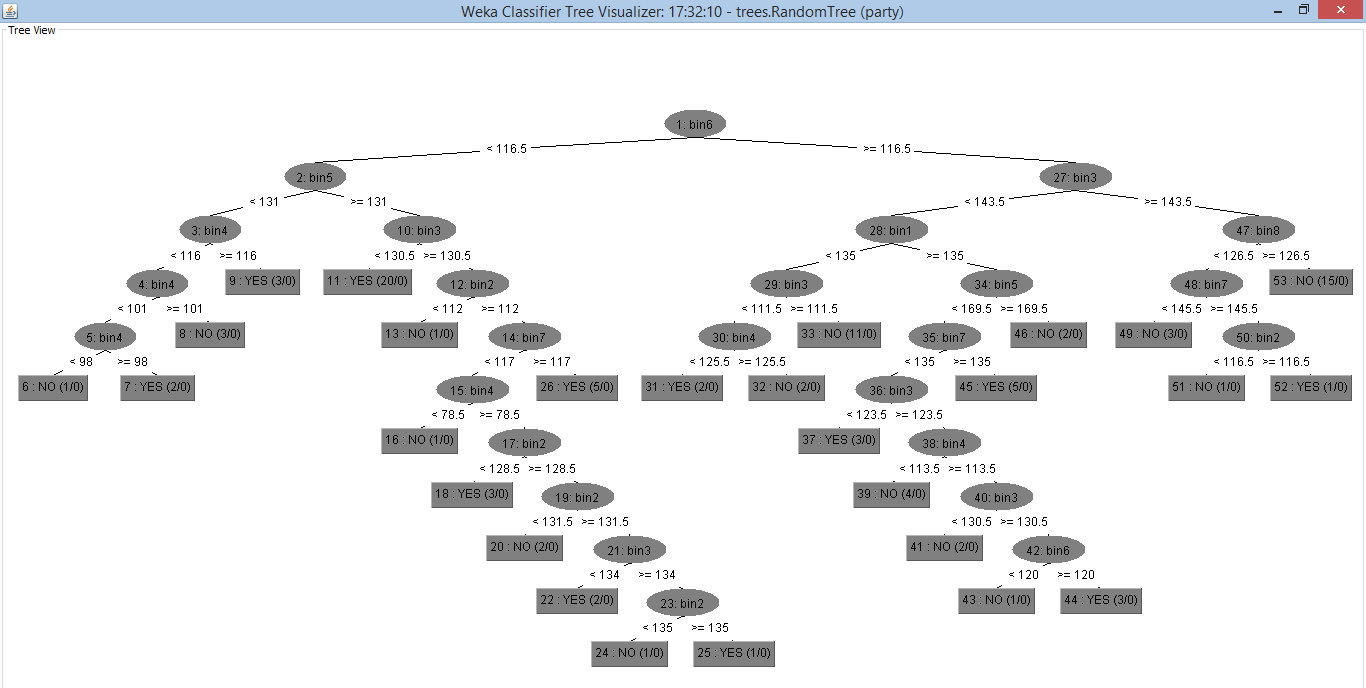 Weka Classifier Tree Visualizer: 17:32:10 - trees.RandomTree (party)
Tree View
1: bin6
< 116.5 >= 116.5
2: bin5 27: bin3
< 131 >= 131 < 143.5 >= 143.5
3: bin4 10: bin3 28: bin1 47: bin8
< 116 >= 116 < 130.5 >= 130.5 < 135 >= 135 < 126.5 >= 126.5
4: bin4 9 : YES (3/0) 11 : YES (20/0) 12: bin2 29: bin3 34: bin5 48: bin7 53 : NO (15/0)
< 101 >= 101 < 112 >= 112 < 111.5 >= 111.5 < 169.5 >= 169.5 < 145.5 >= 145.5
5: bin4 8 : NO (3/0) 13 : NO (1/0) 14: bin7 30: bin4 33 : NO (11/0) 35: bin7 46 : NO (2/0) 49 : NO (3/0) 50: bin2
< 98 >= 98 < 117 >= 117 < 125.5 >= 125.5 < 135 >= 135 < 116.5 >= 116.5
6 : NO (1/0) 7 : YES (2/0) 15: bin4 26 : YES (5/0) 31 : YES (2/0) 32 : NO (2/0) 36: bin3 45 : YES (5/0) 51 : NO (1/0) 52 : YES (1/0)
< 78.5 >= 78.5 < 123.5 >= 123.5
16 : NO (1/0) 17: bin2 37 : YES (3/0) 38: bin4
< 128.5 >= 128.5 < 113.5 >= 113.5
18 : YES (3/0) 19: bin2 39 : NO (4/0) 40: bin3
< 131.5 >= 131.5 < 130.5 >= 130.5
20 : NO (2/0) 21: bin3 41 : NO (2/0) 42: bin6
< 134 >= 134 < 120 >= 120
22 : YES (2/0) 23: bin2 43 : NO (1/0) 44 : YES (3/0)
< 135 >= 135
24 : NO (1/0) 25 : YES (1/0)